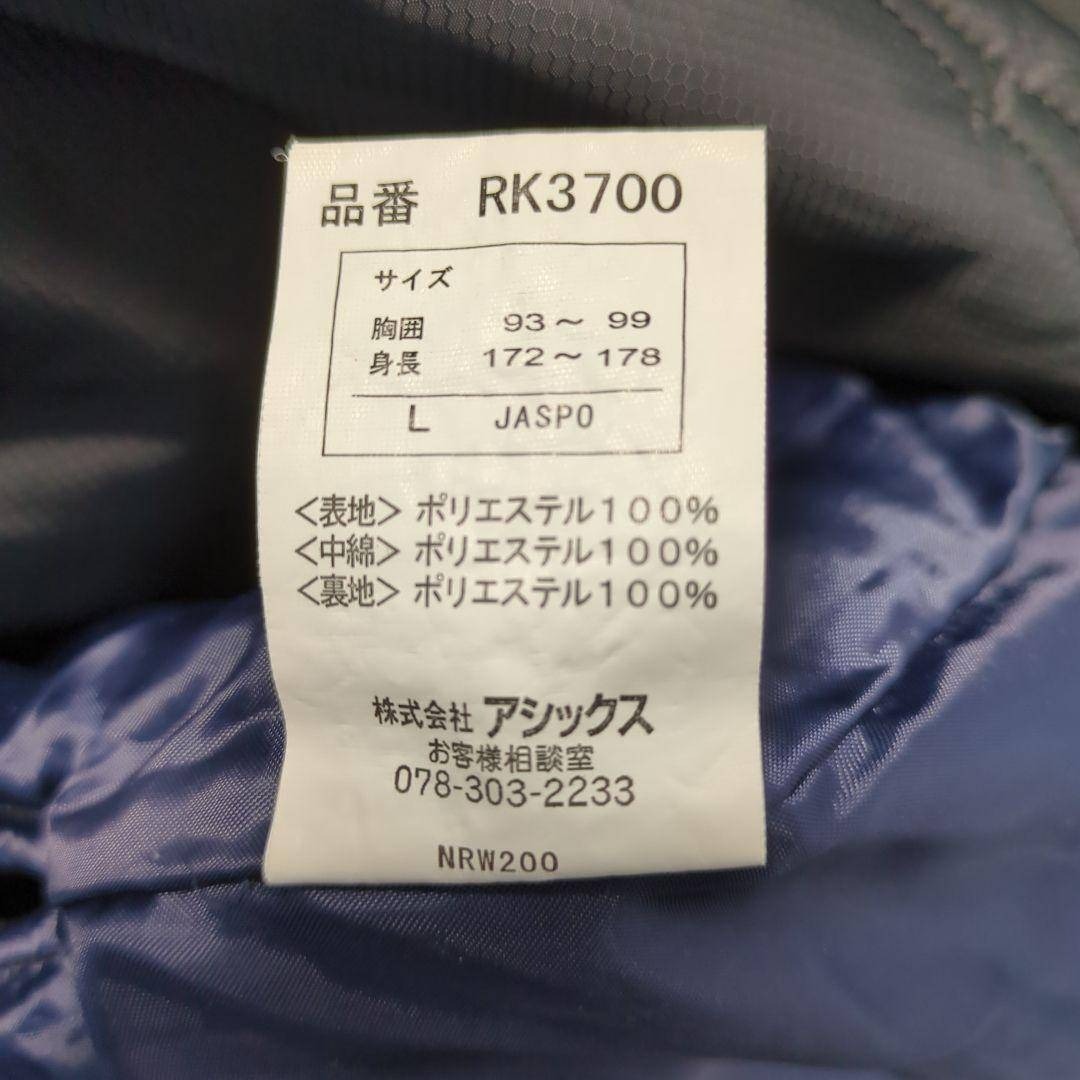 品番 RK3700
サイズ
胸囲 93～ 99
身長 172～178
L JASPO
<表地> ポリエステル100%
<中綿> ポリエステル100%
<裏地> ポリエステル100%
株式会社 アシックス
お客様相談室
078-303-2233
NRW200